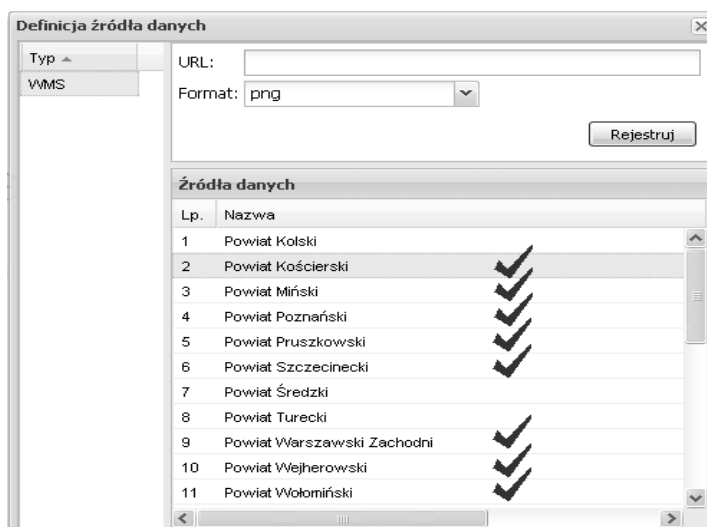 Definicja źródła danych
Typ
WMS
URL:
Format: png
Rejestruj
Źródła danych
Lp. Nazwa
1 Powiat Kolski
2 Powiat Kościerski
3 Powiat Miński
4 Powiat Poznański
5 Powiat Pruszkowski
6 Powiat Szczecinecki
7 Powiat Średzki
8 Powiat Turecki
9 Powiat Warszawski Zachodni
10 Powiat Wejherowski
11 Powiat Wołomiński